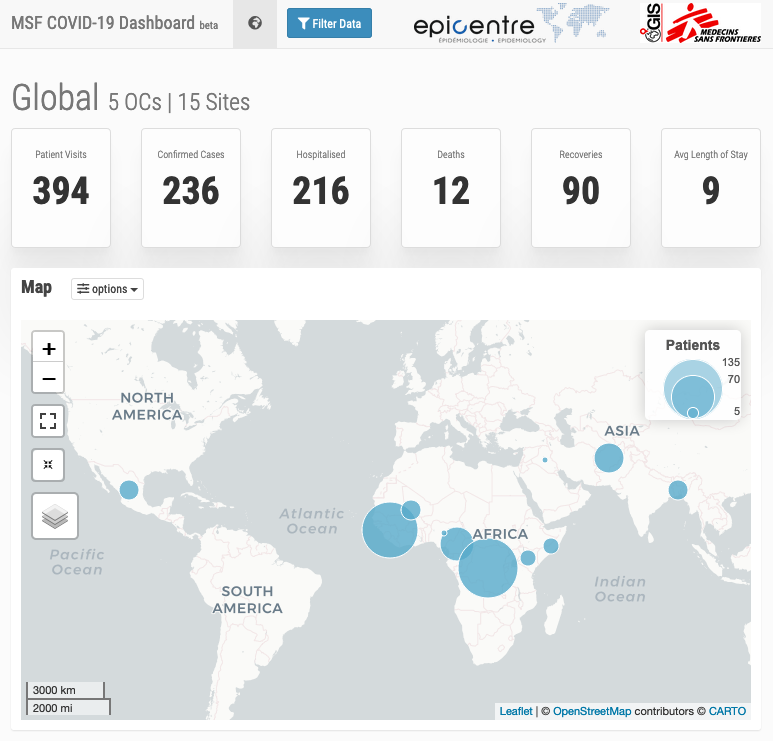 MSF COVID-19 Dashboard beta
Filter Data
epicentre
EPIDÉMIOLOGIE • EPIDEMIOLOGY
GIS
MEDECINS
SANS FRONTIERES
Global 5 OCs | 15 Sites
Patient Visits
394
Confirmed Cases
236
Hospitalised
216
Deaths
12
Recoveries
90
Avg Length of Stay
9
Map
options
+
−
Patients
135
70
5
NORTH
AMERICA
ASIA
Atlantic
Ocean
AFRICA
Pacific
Ocean
SOUTH
AMERICA
Indian
Ocean
3000 km
2000 mi
Leaflet | © OpenStreetMap contributors © CARTO